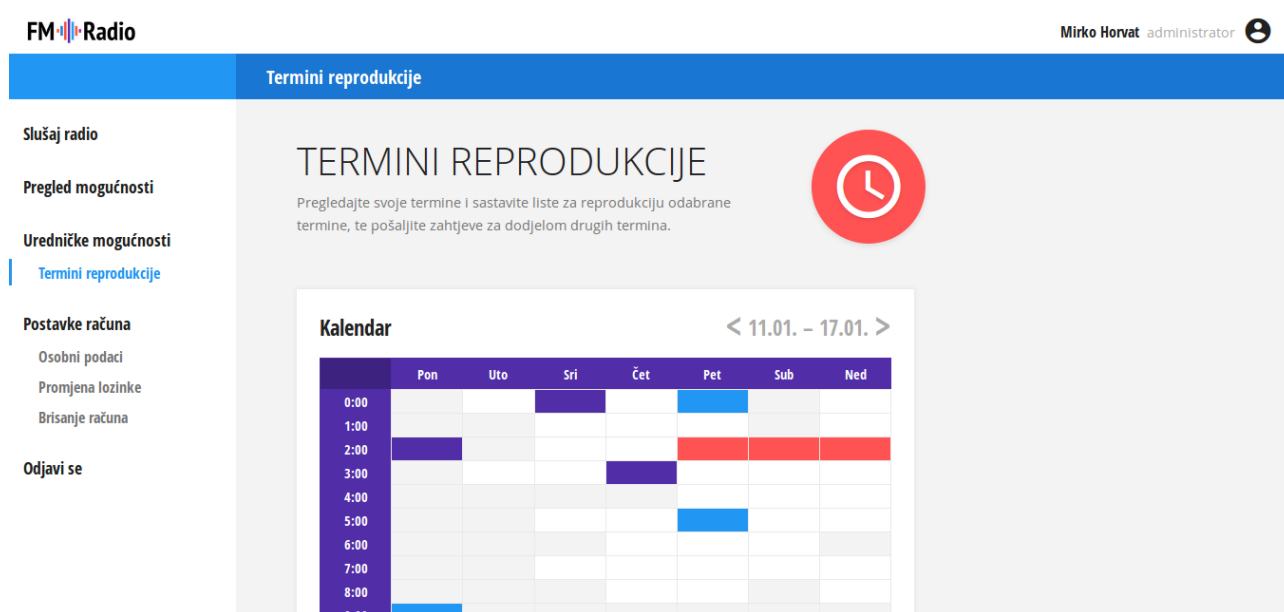 FM Radio
Mirko Horvat administrator
Termini reprodukcije
Slušaj radio
Pregled mogućnosti
Uredničke mogućnosti
Termini reprodukcije
Postavke računa
Osobni podaci
Promjena lozinke
Brisanje računa
Odjavi se
TERMINI REPRODUKCIJE
Pregledajte svoje termine i sastavite liste za reprodukciju odabrane
termine, te pošaljite zahtjeve za dodjelom drugih termina.
Kalendar
< 11.01. – 17.01. >
Pon Uto Sri Čet Pet Sub Ned
0:00
1:00
2:00
3:00
4:00
5:00
6:00
7:00
8:00